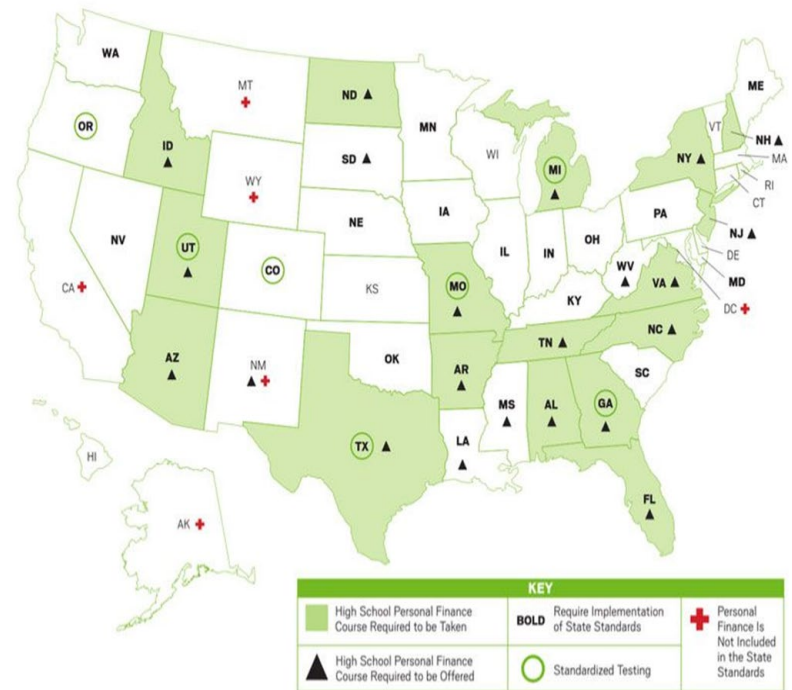 WA
OR
MT
ID
ND
MN
SD
WI
WY
NE
IA
MI
NY
ME
VT
NH
MA
RI
CT
NJ
PA
DE
MD
DC
NV
UT
CO
CA
KS
MO
IL
IN
OH
WV
VA
KY
NC
TN
AZ
NM
OK
AR
SC
TX
LA
MS
AL
GA
FL
HI
AK
KEY
High School Personal Finance
Course Required to be Taken
High School Personal Finance
Course Required to be Offered
BOLD
Require Implementation
of State Standards
Standardized Testing
Personal
Finance Is
Not Included
in the State
Standards